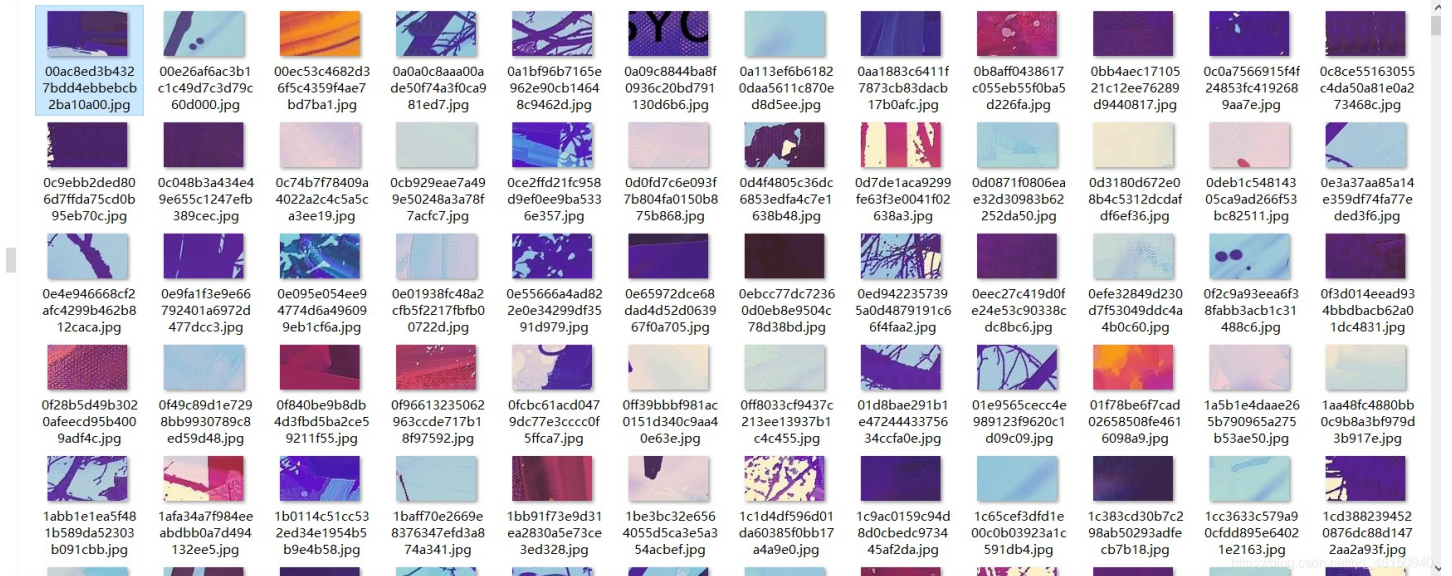 SYC
00ac8ed3b432
7bdd4ebbebcb
2ba10a00.jpg
00e26af6ac3b1
c1c49d7c3d79c
60d000.jpg
00ec53c4682d3
6f5c4359f4ae7
bd7ba1.jpg
0a0a0c8aaa00a
de50f74a3f0ca9
81ed7.jpg
0a1bf96b7165e
962e90cb1464
8c9462d.jpg
0a09c8844ba8f
0936c20bd791
130d6b6.jpg
0a113ef6b6182
0daa5611c870e
d8d5ee.jpg
0aa1883c6411f
7873cb83dacb
17b0afc.jpg
0b8aff0438617
c055eb55f0ba5
d226fa.jpg
0bb4aec17105
21c12ee76289
d9440817.jpg
0c0a7566915f4f
24853fc419268
9aa7e.jpg
0c8ce55163055
c4da50a81e0a2
73468c.jpg
0c9ebb2ded80
6d7ffda75cd0b
95eb70c.jpg
0c048b3a434e4
9e655c1247efb
389cec.jpg
0c74b7f78409a
4022a2c4c5a5c
a3ee19.jpg
0cb929eae7a49
9e50248a3a78f
7acfc7.jpg
0ce2ffd21fc958
d9ef0ee9ba533
6e357.jpg
0d0fd7c6e093f
7b804fa0150b8
75b868.jpg
0d4f4805c36dc
6853edfa4c7e1
638b48.jpg
0d7de1aca9299
fe63f3e0041f02
638a3.jpg
0d0871f0806ea
e32d30983b62
252da50.jpg
0d3180d672e0
8b4c5312dcdaf
df6ef36.jpg
0deb1c548143
05ca9ad266f53
bc82511.jpg
0e3a37aa85a14
e359df74fa77e
ded3f6.jpg
0e4e946668cf2
afc4299b462b8
12caca.jpg
0e9fa1f3e9e66
792401a6972d
477dcc3.jpg
0e095e054ee9
4774d6a49609
9eb1cf6a.jpg
0e01938fc48a2
cfb5f2217fbfb0
0722d.jpg
0e55666a4ad82
2e0e34299df35
91d979.jpg
0e65972dce68
dad4d52d0639
67f0a705.jpg
0ebcc77dc7236
0d0eb8e9504c
78d38bd.jpg
0ed942235739
5a0d4879191c6
6f4faa2.jpg
0eec27c419d0f
e24e53c90338c
dc8bc6.jpg
0efe32849d230
d7f53049ddc4a
4b0c60.jpg
0f2c9a93eea6f3
8fabb3acb1c31
488c6.jpg
0f3d014eead93
4bbdbacb62a0
1dc4831.jpg
0f28b5d49b302
0afeecd95b400
9adf4c.jpg
0f49c89d1e729
8bb9930789c8
ed59d48.jpg
0f840be9b8db
4d3fbd5ba2ce5
9211f55.jpg
0f96613235062
963ccde717b1
8f97592.jpg
0fcbc61acd047
9dc77e3cccc0f
5ffca7.jpg
0ff39bbbf981ac
0151d340c9aa4
0e63e.jpg
0ff8033cf9437c
213ee13937b1
c4c455.jpg
01d8bae291b1
e47244433756
34ccfa0e.jpg
01e9565cecc4e
989123f9620c1
d09c09.jpg
01f78be6f7cad
02658508fe461
6098a9.jpg
1a5b1e4daae26
5b790965a275
b53ae50.jpg
1aa48fc4880bb
0c9b8a3bf979d
3b917e.jpg
1abb1e1ea5f48
1b589da52303
b091cbb.jpg
1afa34a7f984ee
abdbb0a7d494
132ee5.jpg
1b0114c51cc53
2ed34e1954b5
b9e4b58.jpg
1baff70e2669e
8376347efd3a8
74a341.jpg
1bb91f73e9d31
ea2830a5e73ce
3ed328.jpg
1be3bc32e656
4055d5ca3e5a3
54acbef.jpg
1c1d4df596d01
da60385f0bb17
a4a9e0.jpg
1c9ac0159c94d
8d0cbedc9734
45af2da.jpg
1c65cef3dfd1e
00c0b03923a1c
591db4.jpg
1c383cd30b7c2
98ab50293adfe
cb7b18.jpg
1cc3633c579a9
0cfdd895e6402
1e2163.jpg
1cd388239452
0876dc88d147
2aa2a93f.jpg
https://blog.csdn.net/qq_46150940